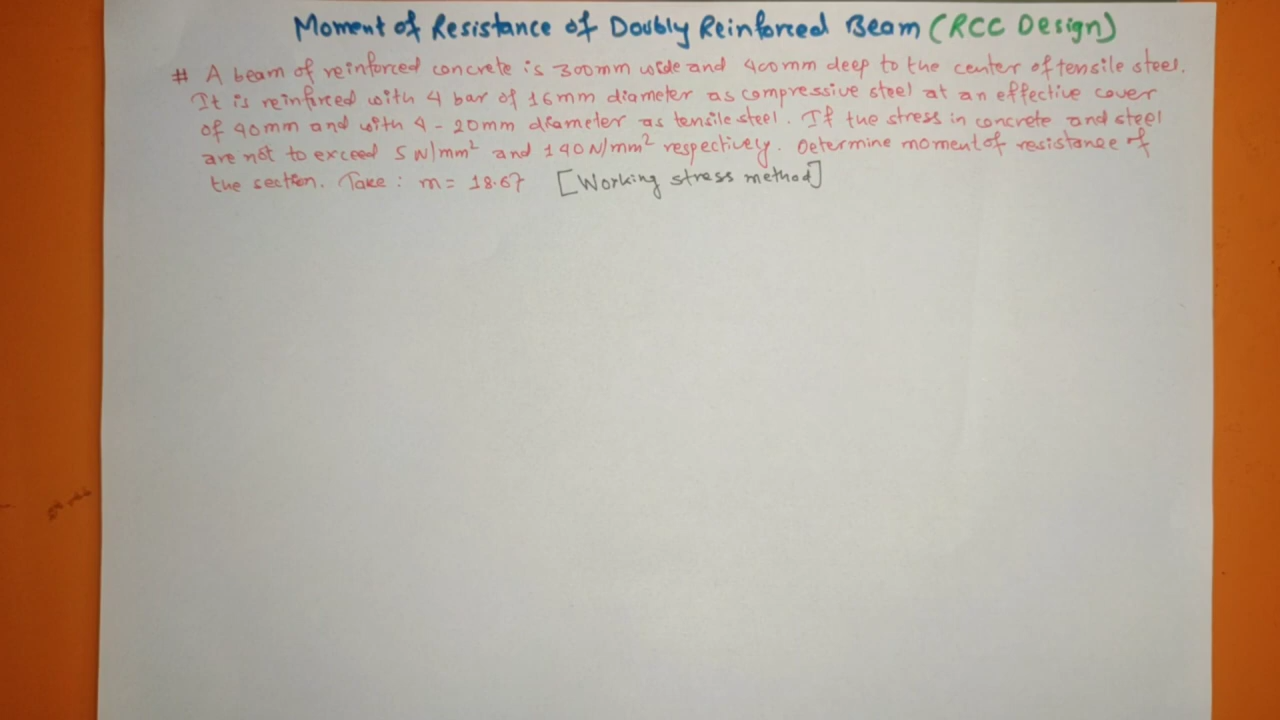 Moment of Resistance of Doubly Reinforced Beam (RCC Design)
# A beam of reinforced concrete is 300mm wide and 400mm deep to the center of tensile steel.
It is reinforced with 4 bar of 16mm diameter as compressive steel at an effective cover
of 40mm and with 4 - 20mm diameter as tensile steel. If the stress in concrete and steel
are not to exceed 5 N/mm² and 140 N/mm² respectively. Determine moment of resistance of
the section. Take : m = 18.67 [Working stress method]